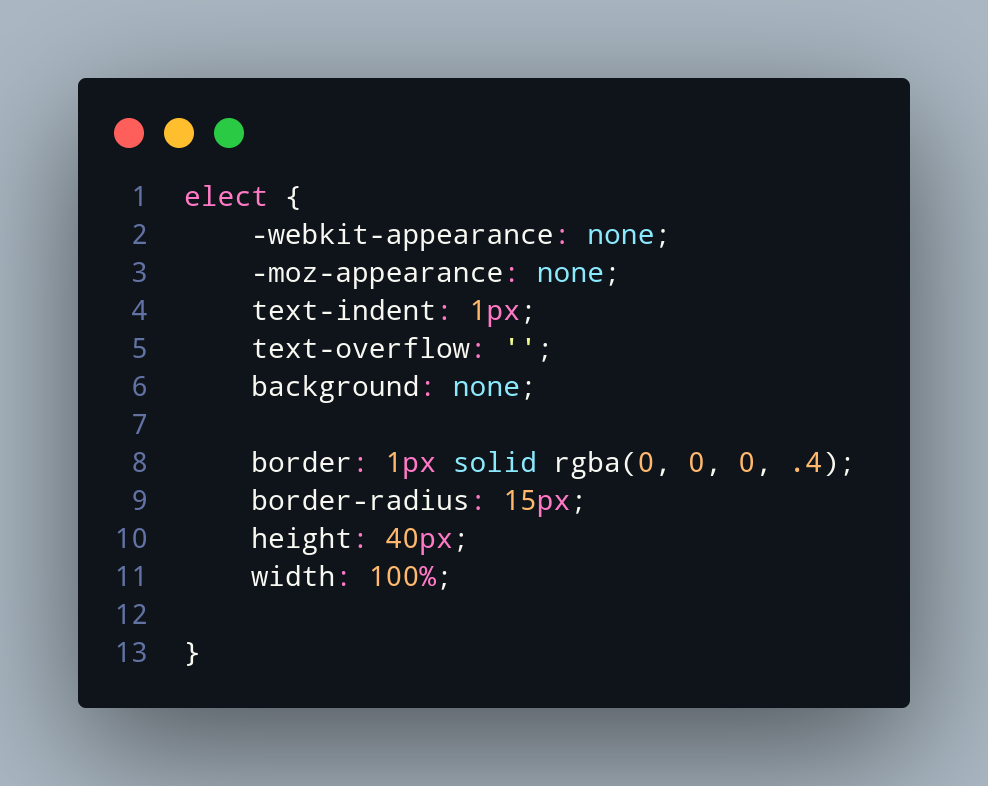 1 elect {
2 -webkit-appearance: none;
3 -moz-appearance: none;
4 text-indent: 1px;
5 text-overflow: '';
6 background: none;
7
8 border: 1px solid rgba(0, 0, 0, .4);
9 border-radius: 15px;
10 height: 40px;
11 width: 100%;
12
13 }